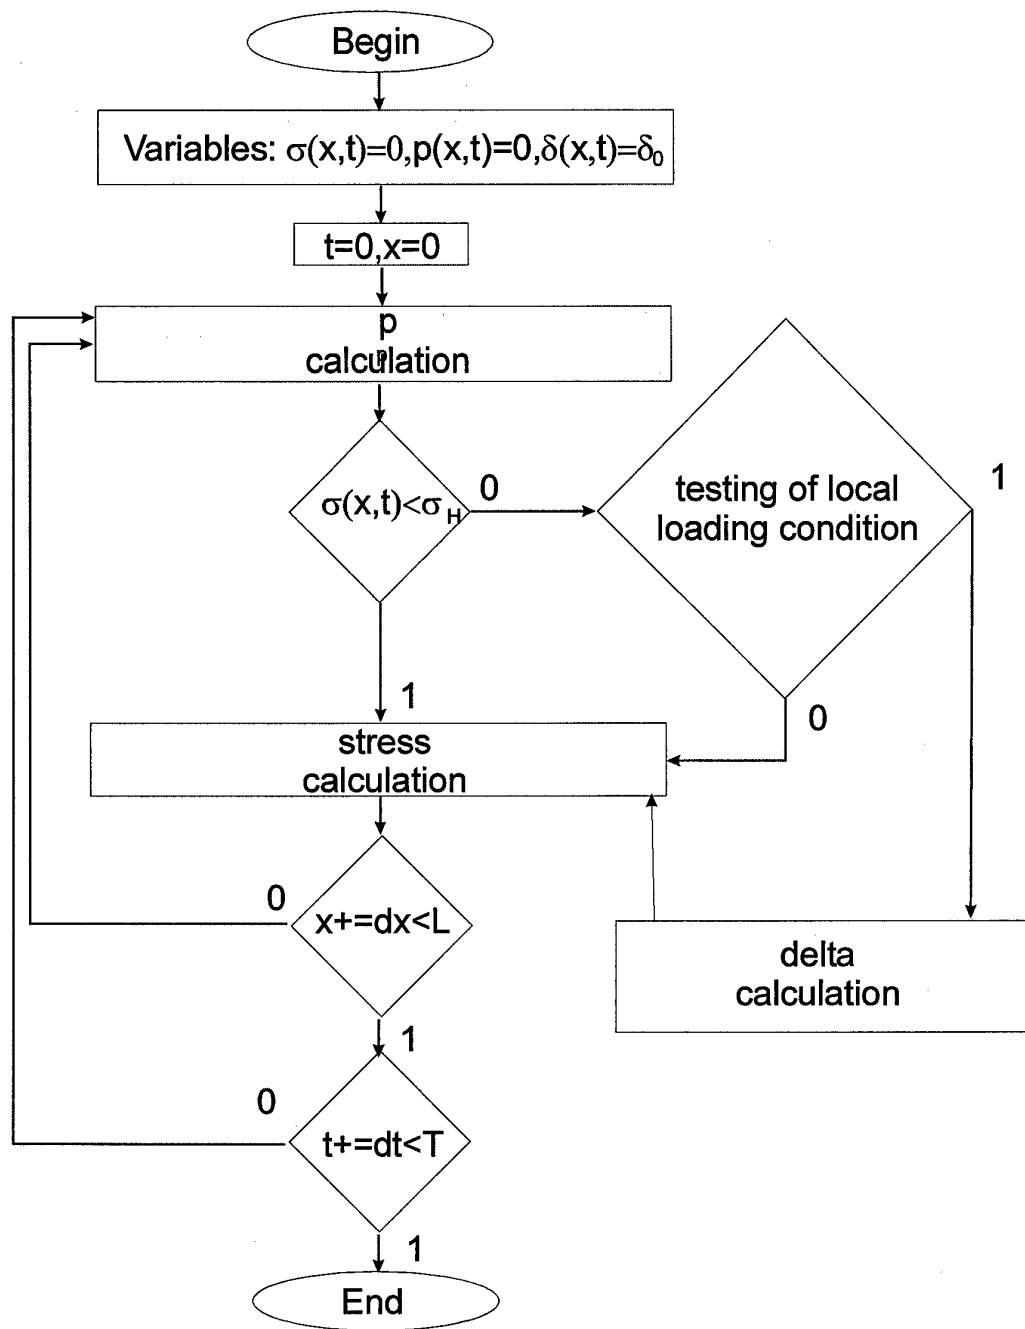 Begin
Variables: σ(x,t)=0,p(x,t)=0,δ(x,t)=δ₀
t=0,x=0
p
p
calculation
σ(x,t)<σ_H
0
testing of local
loading condition
1
1
0
stress
calculation
0
x+=dx<L
delta
calculation
1
0
t+=dt<T
1
End